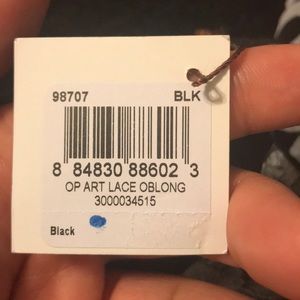 98707 BLK
8 84830 88602 3
OP ART LACE OBLONG
3000034515
Black